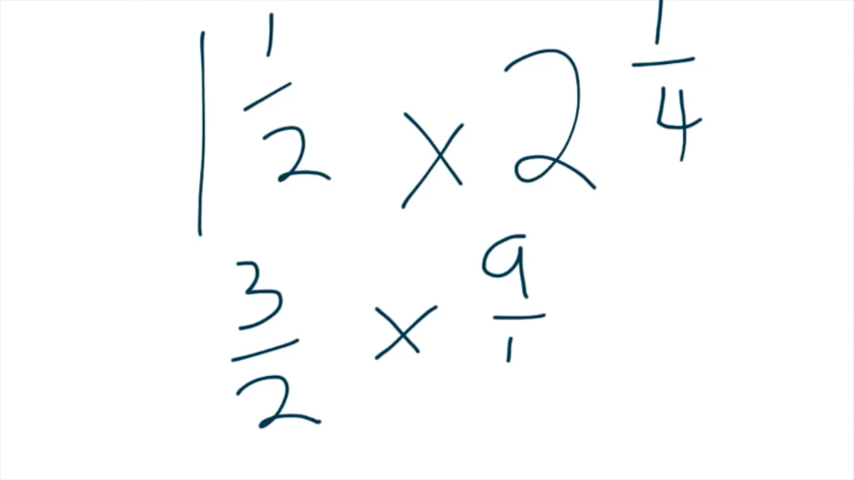 1 1/2 × 2 1/4
3/2 × 9/1